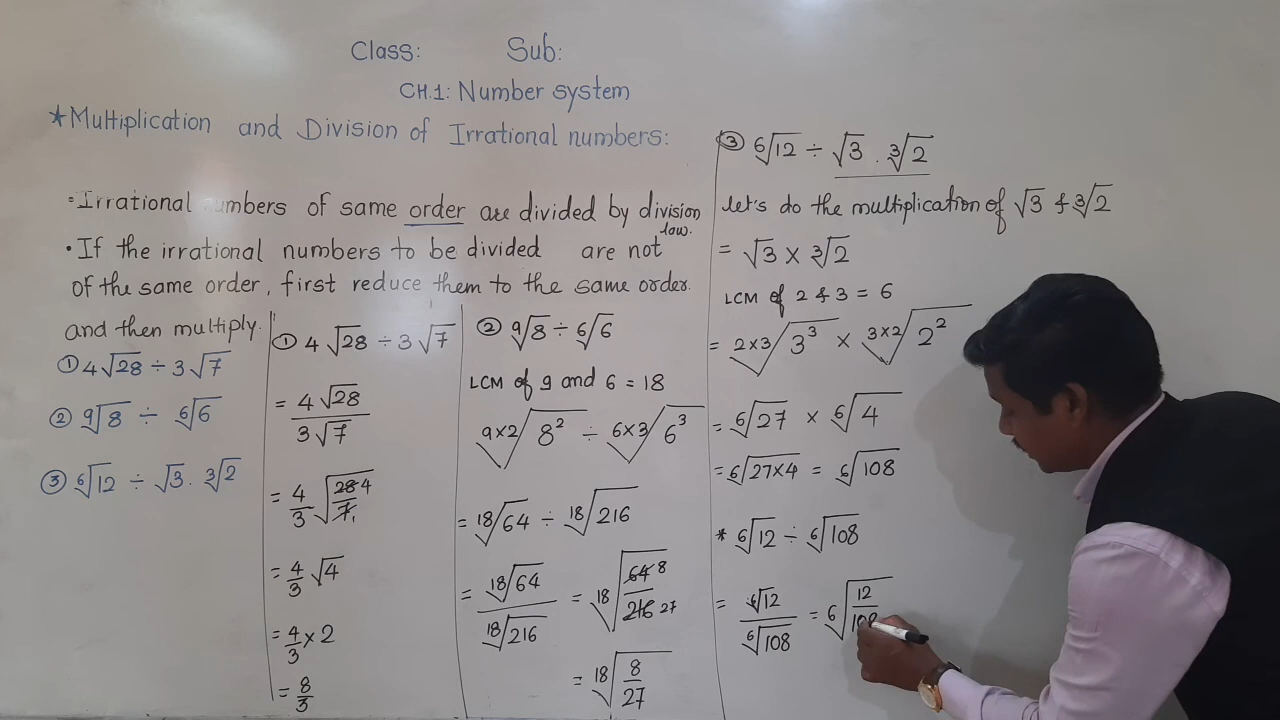 Class: Sub:
CH.1: Number system
*Multiplication and Division of Irrational numbers:
• Irrational numbers of same order are divided by division law.
• If the irrational numbers to be divided are not
of the same order, first reduce them to the same order.
and then multiply.
① 4√28 ÷ 3√7
② ⁹√8 ÷ ⁶√6
③ ⁶√12 ÷ √3 . ³√2
① 4√28 ÷ 3√7
= 4√28 / 3√7
= 4/3 √(28 4 / 7 1)
= 4/3 √4
= 4/3 × 2
= 8/3
② ⁹√8 ÷ ⁶√6
LCM of 9 and 6 = 18
⁹ˣ²√8² ÷ ⁶ˣ³√6³
= ¹⁸√64 ÷ ¹⁸√216
= ¹⁸√64 / ¹⁸√216 = ¹⁸√(64 8 / 216 27)
= ¹⁸√(8/27)
③ ⁶√12 ÷ √3 . ³√2
let's do the multiplication of √3 & ³√2
= √3 × ³√2
LCM of 2 & 3 = 6
= ²ˣ³√3³ × ³ˣ²√2²
= ⁶√27 × ⁶√4
= ⁶√27×4 = ⁶√108
* ⁶√12 ÷ ⁶√108
= ⁶√12 / ⁶√108 = ⁶√(12/108)